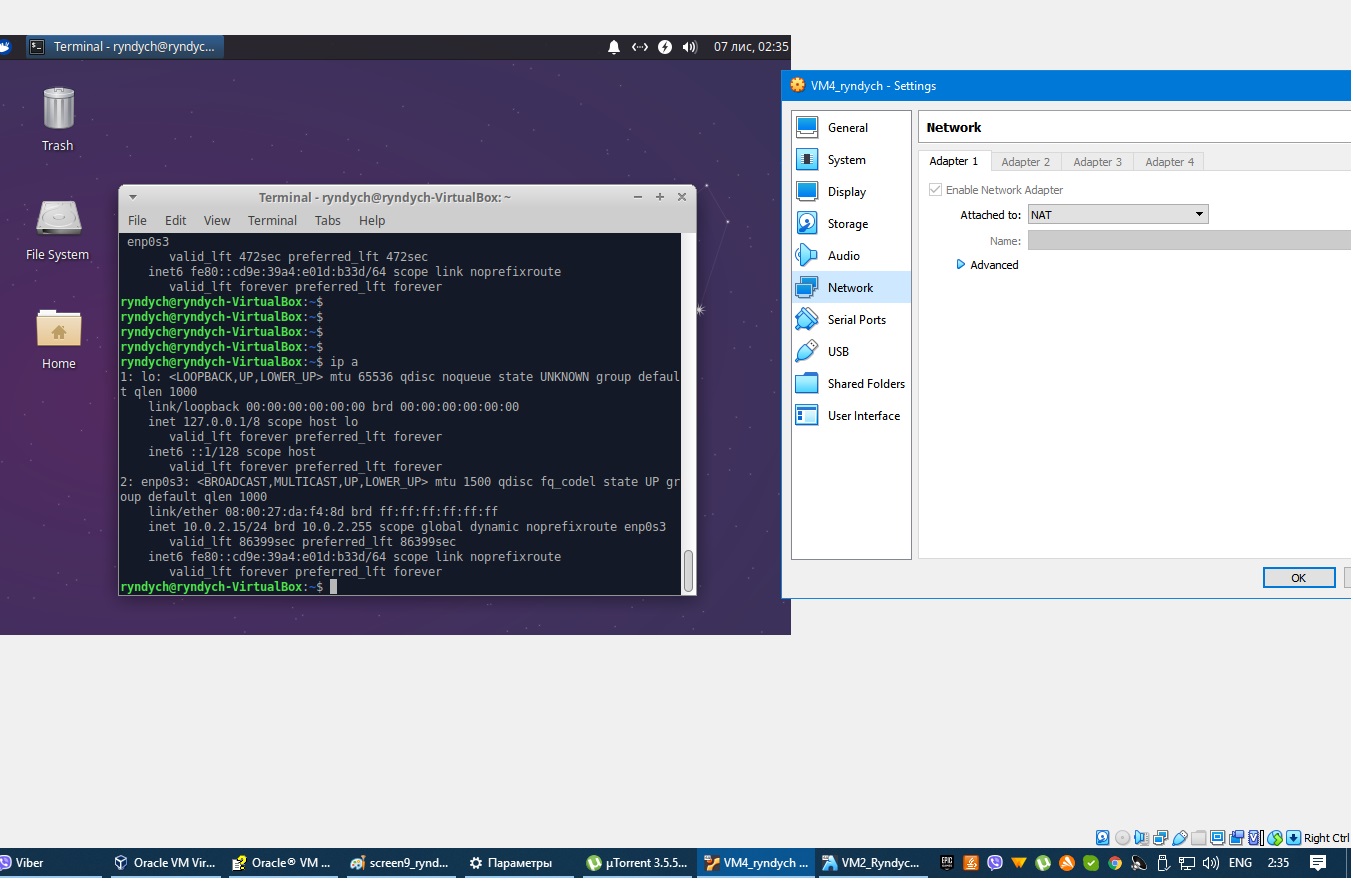 Terminal - ryndych@ryndyc...
07 лис, 02:35
Trash
File System
Home
Terminal - ryndych@ryndych-VirtualBox: ~
File Edit View Terminal Tabs Help
 enp0s3
       valid_lft 472sec preferred_lft 472sec
    inet6 fe80::cd9e:39a4:e01d:b33d/64 scope link noprefixroute
       valid_lft forever preferred_lft forever
ryndych@ryndych-VirtualBox:~$
ryndych@ryndych-VirtualBox:~$
ryndych@ryndych-VirtualBox:~$
ryndych@ryndych-VirtualBox:~$
ryndych@ryndych-VirtualBox:~$ ip a
1: lo: <LOOPBACK,UP,LOWER_UP> mtu 65536 qdisc noqueue state UNKNOWN group defaul
t qlen 1000
    link/loopback 00:00:00:00:00:00 brd 00:00:00:00:00:00
    inet 127.0.0.1/8 scope host lo
       valid_lft forever preferred_lft forever
    inet6 ::1/128 scope host
       valid_lft forever preferred_lft forever
2: enp0s3: <BROADCAST,MULTICAST,UP,LOWER_UP> mtu 1500 qdisc fq_codel state UP gr
oup default qlen 1000
    link/ether 08:00:27:da:f4:8d brd ff:ff:ff:ff:ff:ff
    inet 10.0.2.15/24 brd 10.0.2.255 scope global dynamic noprefixroute enp0s3
       valid_lft 86399sec preferred_lft 86399sec
    inet6 fe80::cd9e:39a4:e01d:b33d/64 scope link noprefixroute
       valid_lft forever preferred_lft forever
ryndych@ryndych-VirtualBox:~$
VM4_ryndych - Settings
General
System
Display
Storage
Audio
Network
Serial Ports
USB
Shared Folders
User Interface
Network
Adapter 1 Adapter 2 Adapter 3 Adapter 4
Enable Network Adapter
Attached to: NAT
Name:
Advanced
OK
Right Ctrl
Viber
Oracle VM Vir...
Oracle® VM ...
screen9_rynd...
Параметры
µTorrent 3.5.5...
VM4_ryndych ...
VM2_Ryndyc...
EPIC
ENG
2:35